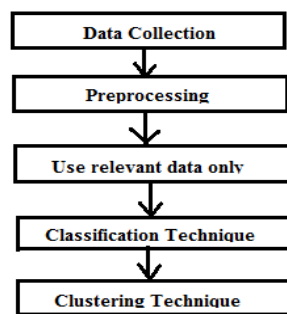 Data Collection
Preprocessing
Use relevant data only
Classification Technique
Clustering Technique